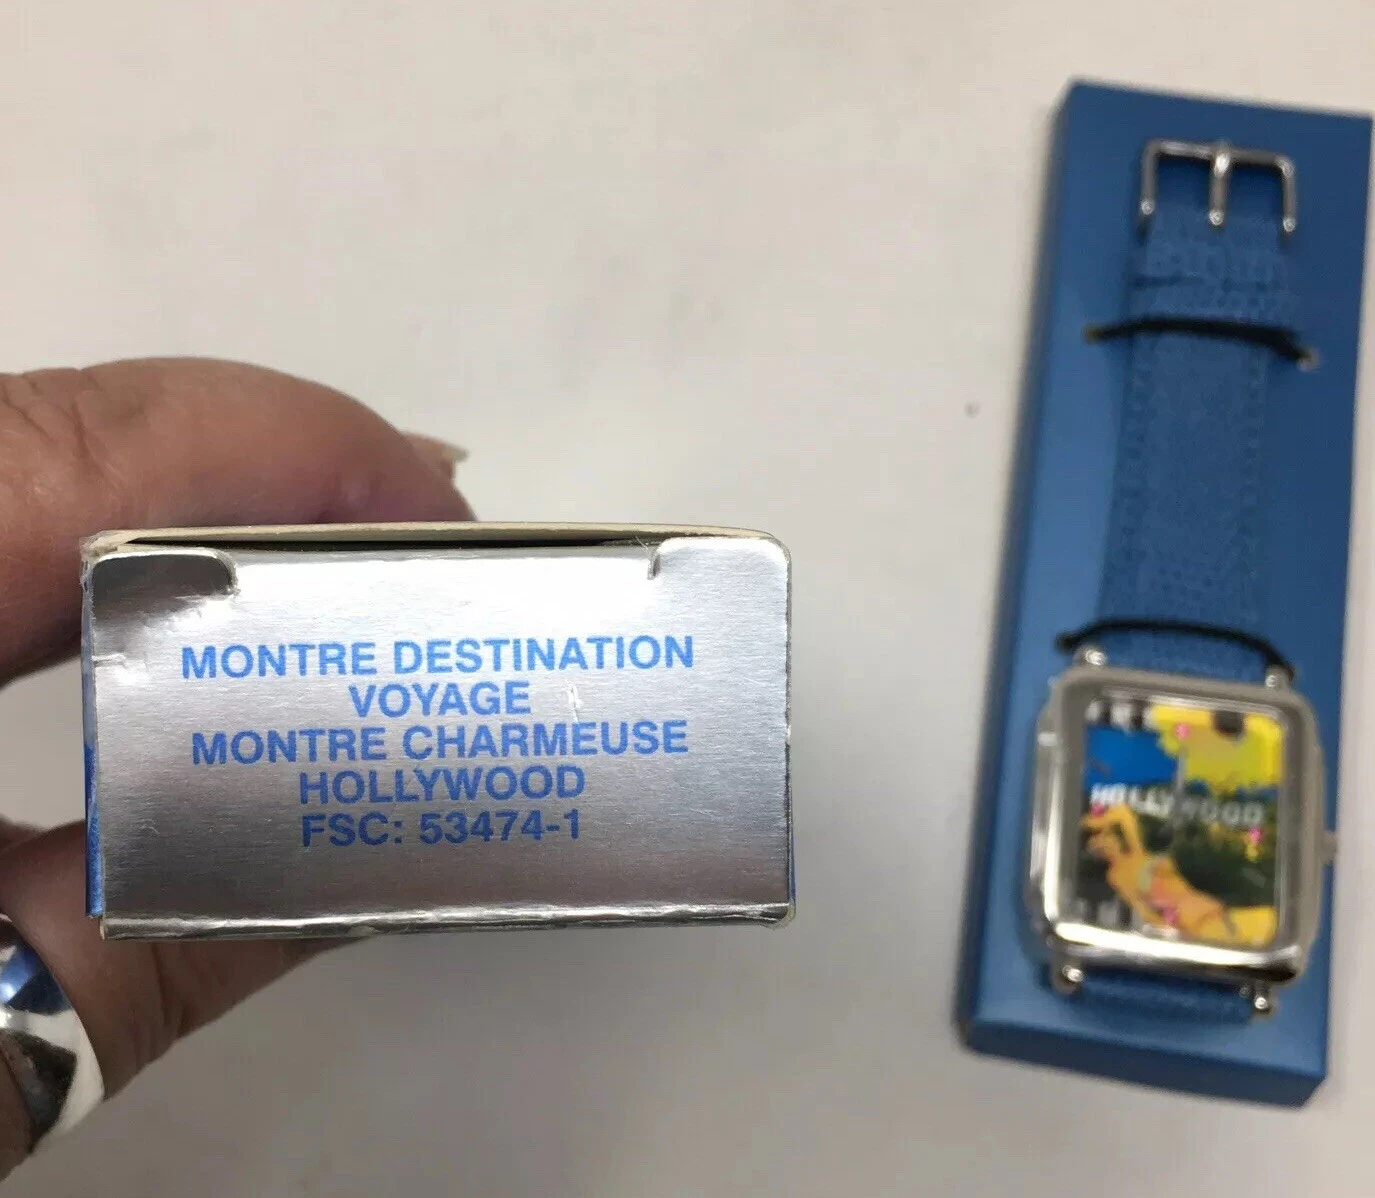 MONTRE DESTINATION
VOYAGE
MONTRE CHARMEUSE
HOLLYWOOD
FSC: 53474-1
HOLLYWOOD